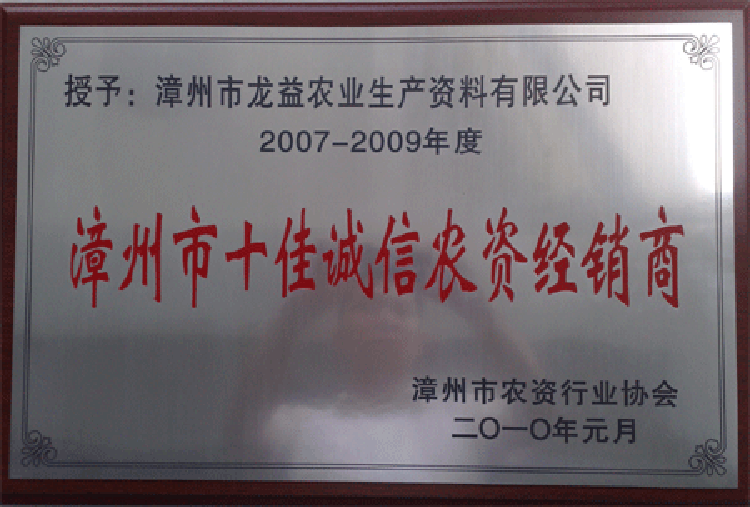 授予：漳州市龙益农业生产资料有限公司
2007-2009年度
漳州市十佳诚信农资经销商
漳州市农资行业协会
二〇一〇年元月